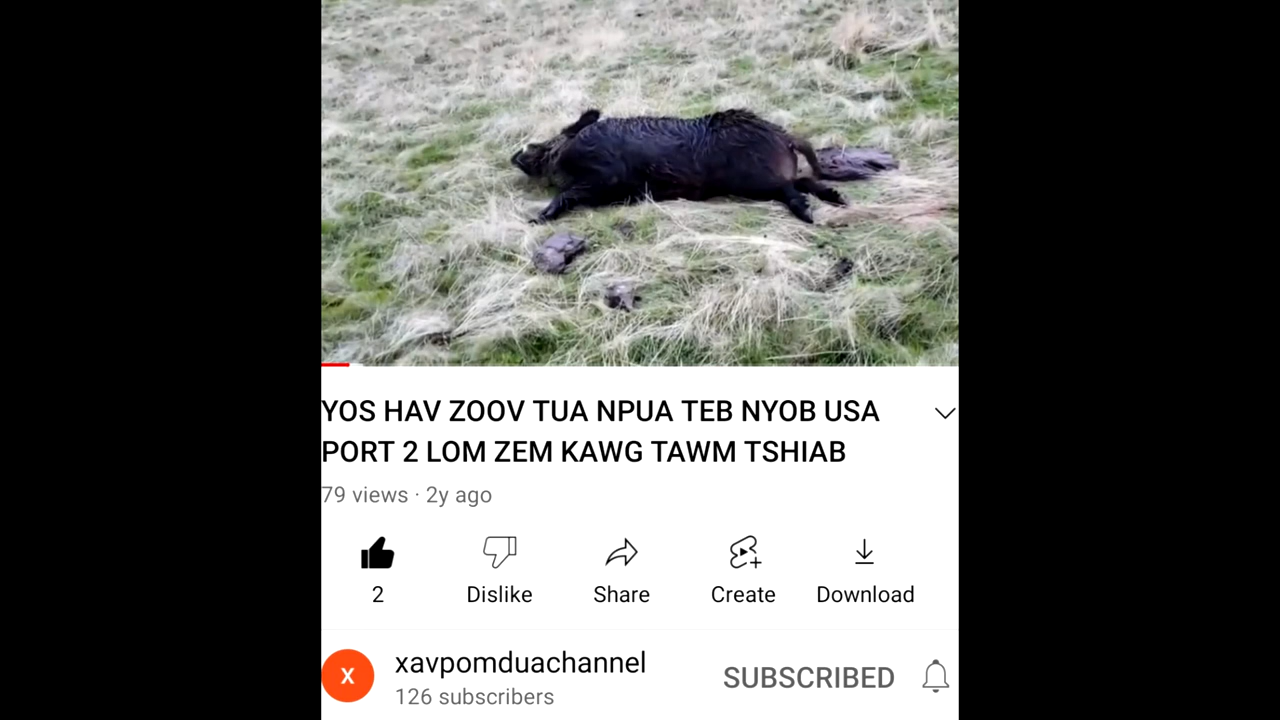 YOS HAV ZOOV TUA NPUA TEB NYOB USA
PORT 2 LOM ZEM KAWG TAWM TSHIAB
79 views · 2y ago
2 Dislike Share Create Download
X
xavpomduachannel
126 subscribers
SUBSCRIBED